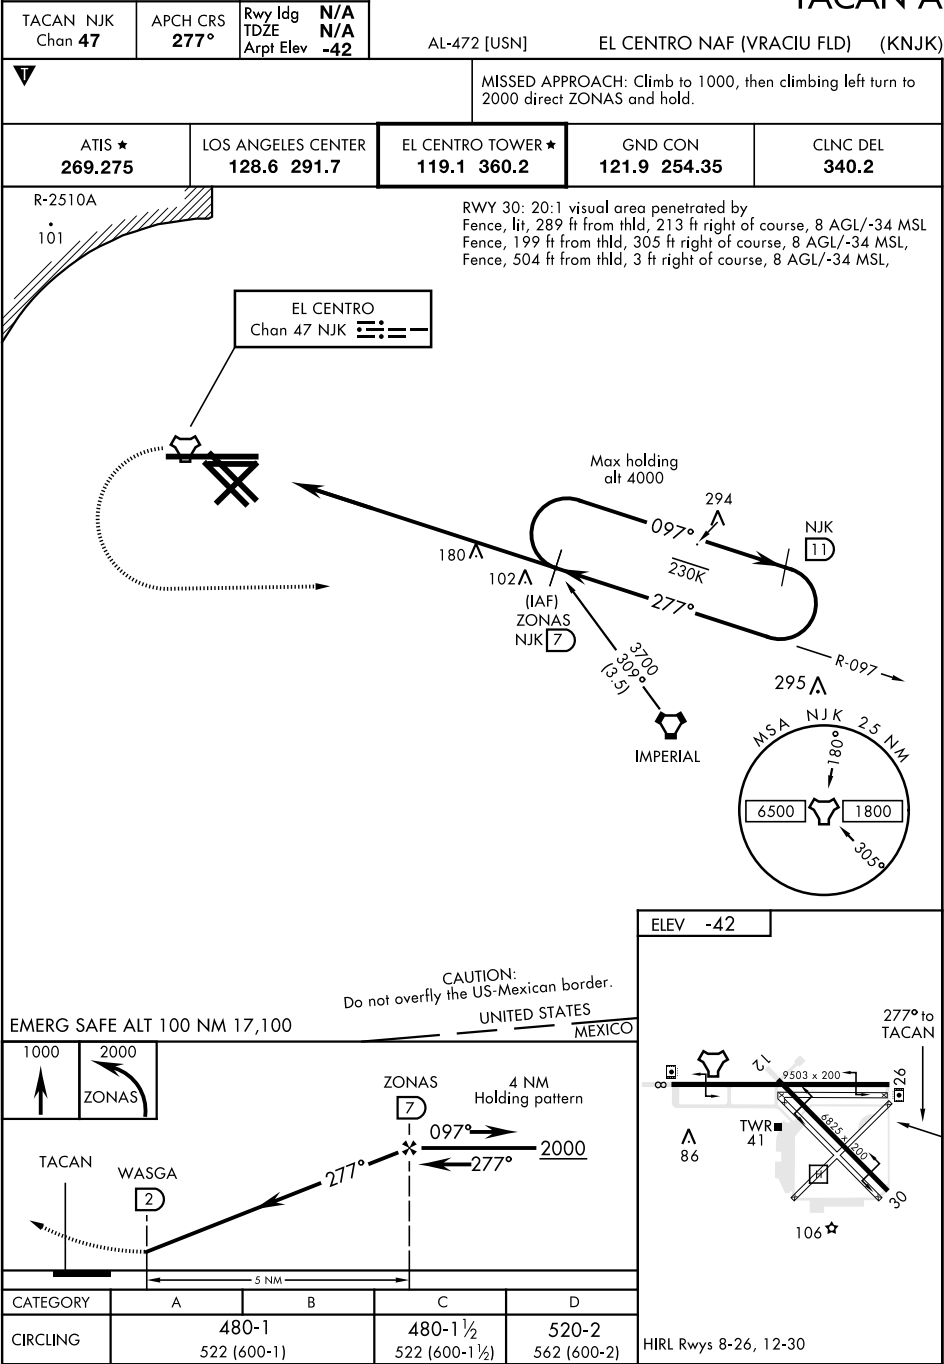 TACAN A
TACAN NJK
Chan 47
APCH CRS
277°
Rwy ldg N/A
TDZE N/A
Arpt Elev -42
AL-472 [USN]
EL CENTRO NAF (VRACIU FLD) (KNJK)
T
MISSED APPROACH: Climb to 1000, then climbing left turn to
2000 direct ZONAS and hold.
ATIS ★
269.275
LOS ANGELES CENTER
128.6 291.7
EL CENTRO TOWER ★
119.1 360.2
GND CON
121.9 254.35
CLNC DEL
340.2
R-2510A
101
RWY 30: 20:1 visual area penetrated by
Fence, lit, 289 ft from thld, 213 ft right of course, 8 AGL/-34 MSL
Fence, 199 ft from thld, 305 ft right of course, 8 AGL/-34 MSL,
Fence, 504 ft from thld, 3 ft right of course, 8 AGL/-34 MSL,
EL CENTRO
Chan 47 NJK
Max holding
alt 4000
294
097°
NJK
11
230K
180
102
277°
(IAF)
ZONAS
NJK 7
3700
309°
(3.5)
R-097
295
IMPERIAL
MSA NJK 25 NM
180°
6500
1800
305°
CAUTION:
Do not overfly the US-Mexican border.
UNITED STATES
MEXICO
EMERG SAFE ALT 100 NM 17,100
ELEV -42
277° to
TACAN
12
9503 x 200
8
26
TWR
41
6825 x 200
86
H
30
106
HIRL Rwys 8-26, 12-30
1000
2000
ZONAS
ZONAS
7
4 NM
Holding pattern
097°
277°
2000
277°
TACAN
WASGA
2
5 NM
CATEGORY A B C D
CIRCLING
480-1
522 (600-1)
480-1½
522 (600-1½)
520-2
562 (600-2)